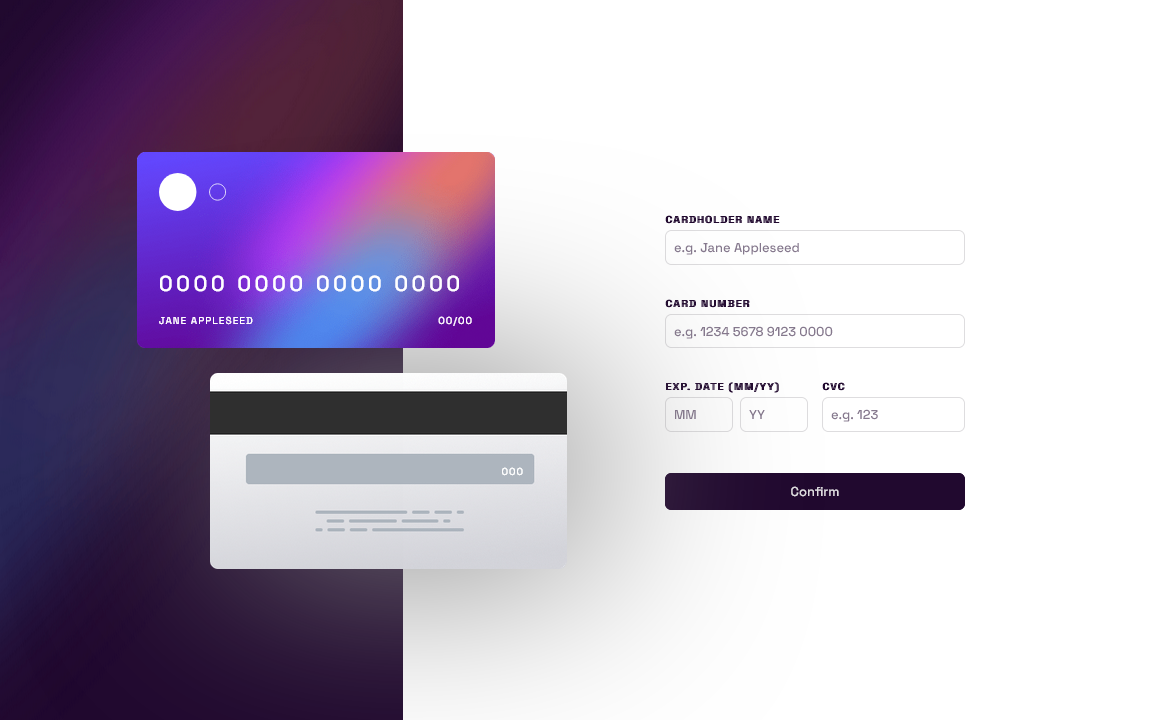 0000 0000 0000 0000
JANE APPLESEED 00/00
000
CARDHOLDER NAME
e.g. Jane Appleseed
CARD NUMBER
e.g. 1234 5678 9123 0000
EXP. DATE (MM/YY) CVC
MM YY e.g. 123
Confirm